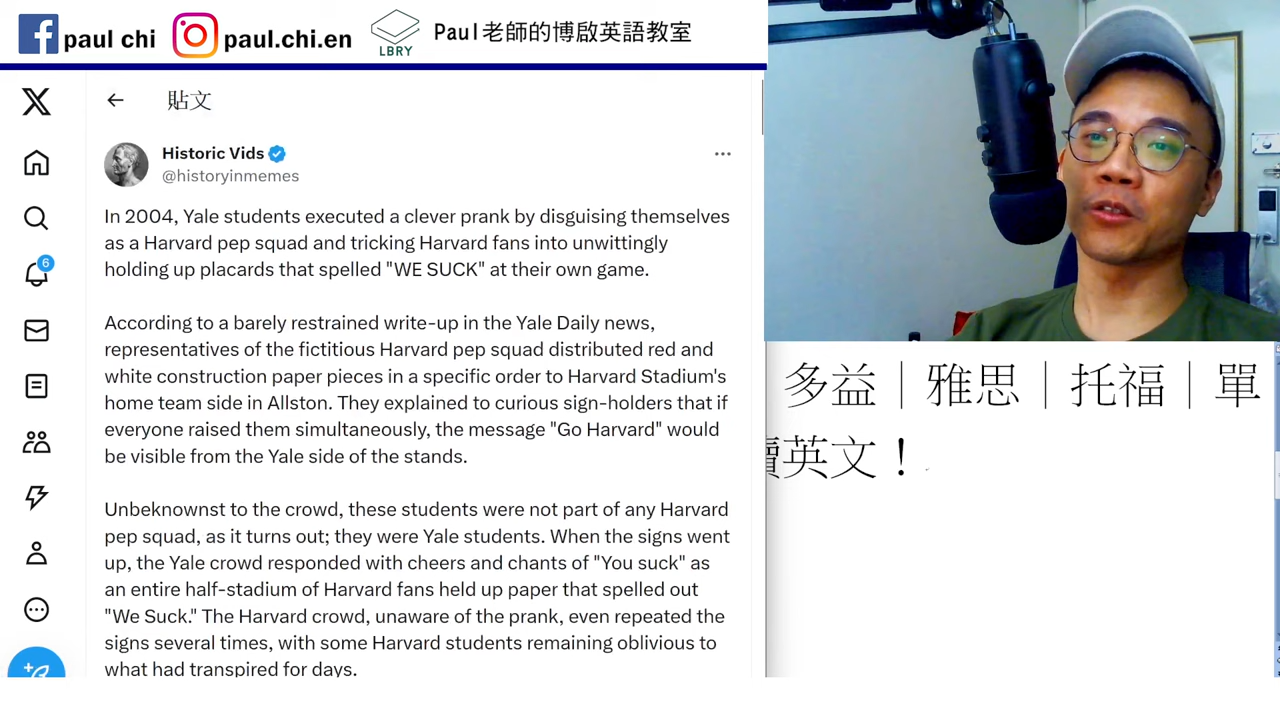 paul chi
paul.chi.en
LBRY
Paul老師的博啟英語教室
貼文
Historic Vids
@historyinmemes
In 2004, Yale students executed a clever prank by disguising themselves
as a Harvard pep squad and tricking Harvard fans into unwittingly
holding up placards that spelled "WE SUCK" at their own game.
According to a barely restrained write-up in the Yale Daily news,
representatives of the fictitious Harvard pep squad distributed red and
white construction paper pieces in a specific order to Harvard Stadium's
home team side in Allston. They explained to curious sign-holders that if
everyone raised them simultaneously, the message "Go Harvard" would
be visible from the Yale side of the stands.
Unbeknownst to the crowd, these students were not part of any Harvard
pep squad, as it turns out; they were Yale students. When the signs went
up, the Yale crowd responded with cheers and chants of "You suck" as
an entire half-stadium of Harvard fans held up paper that spelled out
"We Suck." The Harvard crowd, unaware of the prank, even repeated the
signs several times, with some Harvard students remaining oblivious to
what had transpired for days.
6
多益｜雅思｜托福｜單
讀英文！